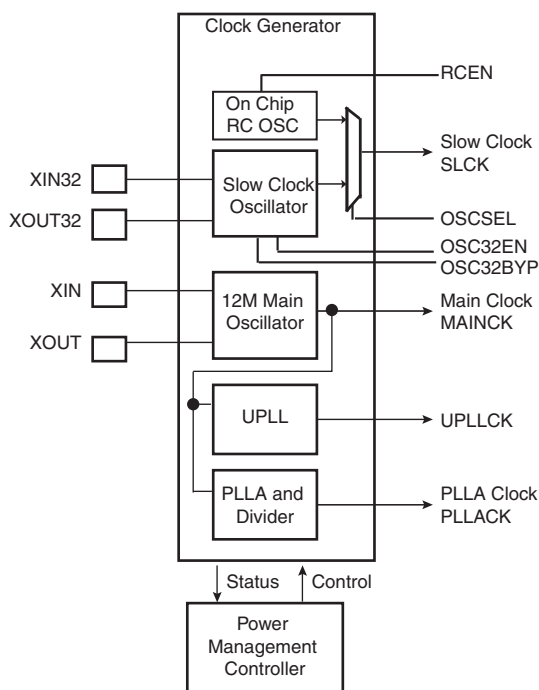 Clock Generator
RCEN
On Chip
RC OSC
Slow Clock
SLCK
XIN32
Slow Clock
Oscillator
XOUT32
OSCSEL
OSC32EN
OSC32BYP
XIN
12M Main
Oscillator
Main Clock
MAINCK
XOUT
UPLL
UPLLCK
PLLA and
Divider
PLLA Clock
PLLACK
Status
Control
Power
Management
Controller